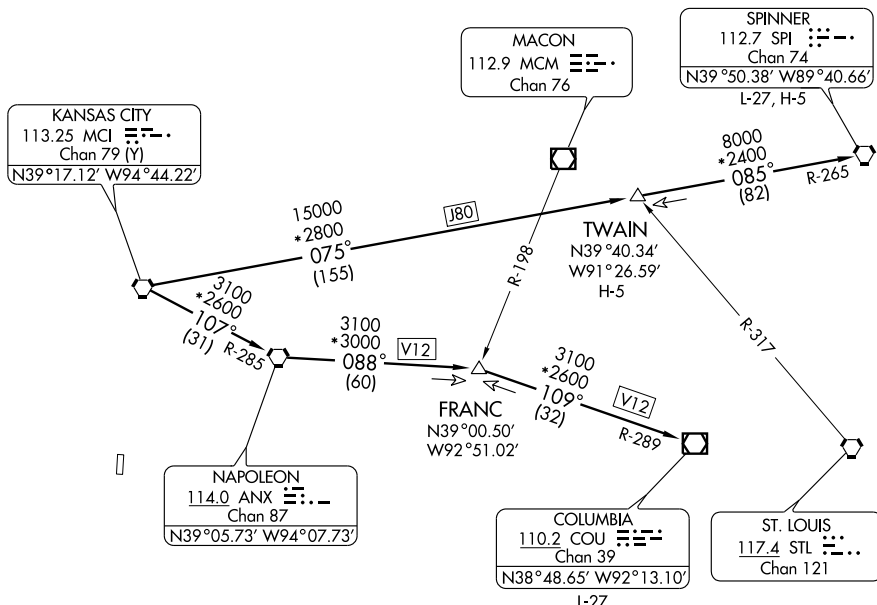 SPINNER
112.7 SPI
Chan 74
N39°50.38' W89°40.66'
L-27, H-5
MACON
112.9 MCM
Chan 76
KANSAS CITY
113.25 MCI
Chan 79 (Y)
N39°17.12' W94°44.22'
8000
*2400
085°
(82)
R-265
15000
*2800
075°
(155)
J80
TWAIN
N39°40.34'
W91°26.59'
H-5
R-198
R-317
3100
*2600
107°
(31)
R-285
3100
*3000
088°
(60)
V12
3100
*2600
109°
(32)
V12
R-289
FRANC
N39°00.50'
W92°51.02'
NAPOLEON
114.0 ANX
Chan 87
N39°05.73' W94°07.73'
COLUMBIA
110.2 COU
Chan 39
N38°48.65' W92°13.10'
L-27
ST. LOUIS
117.4 STL
Chan 121